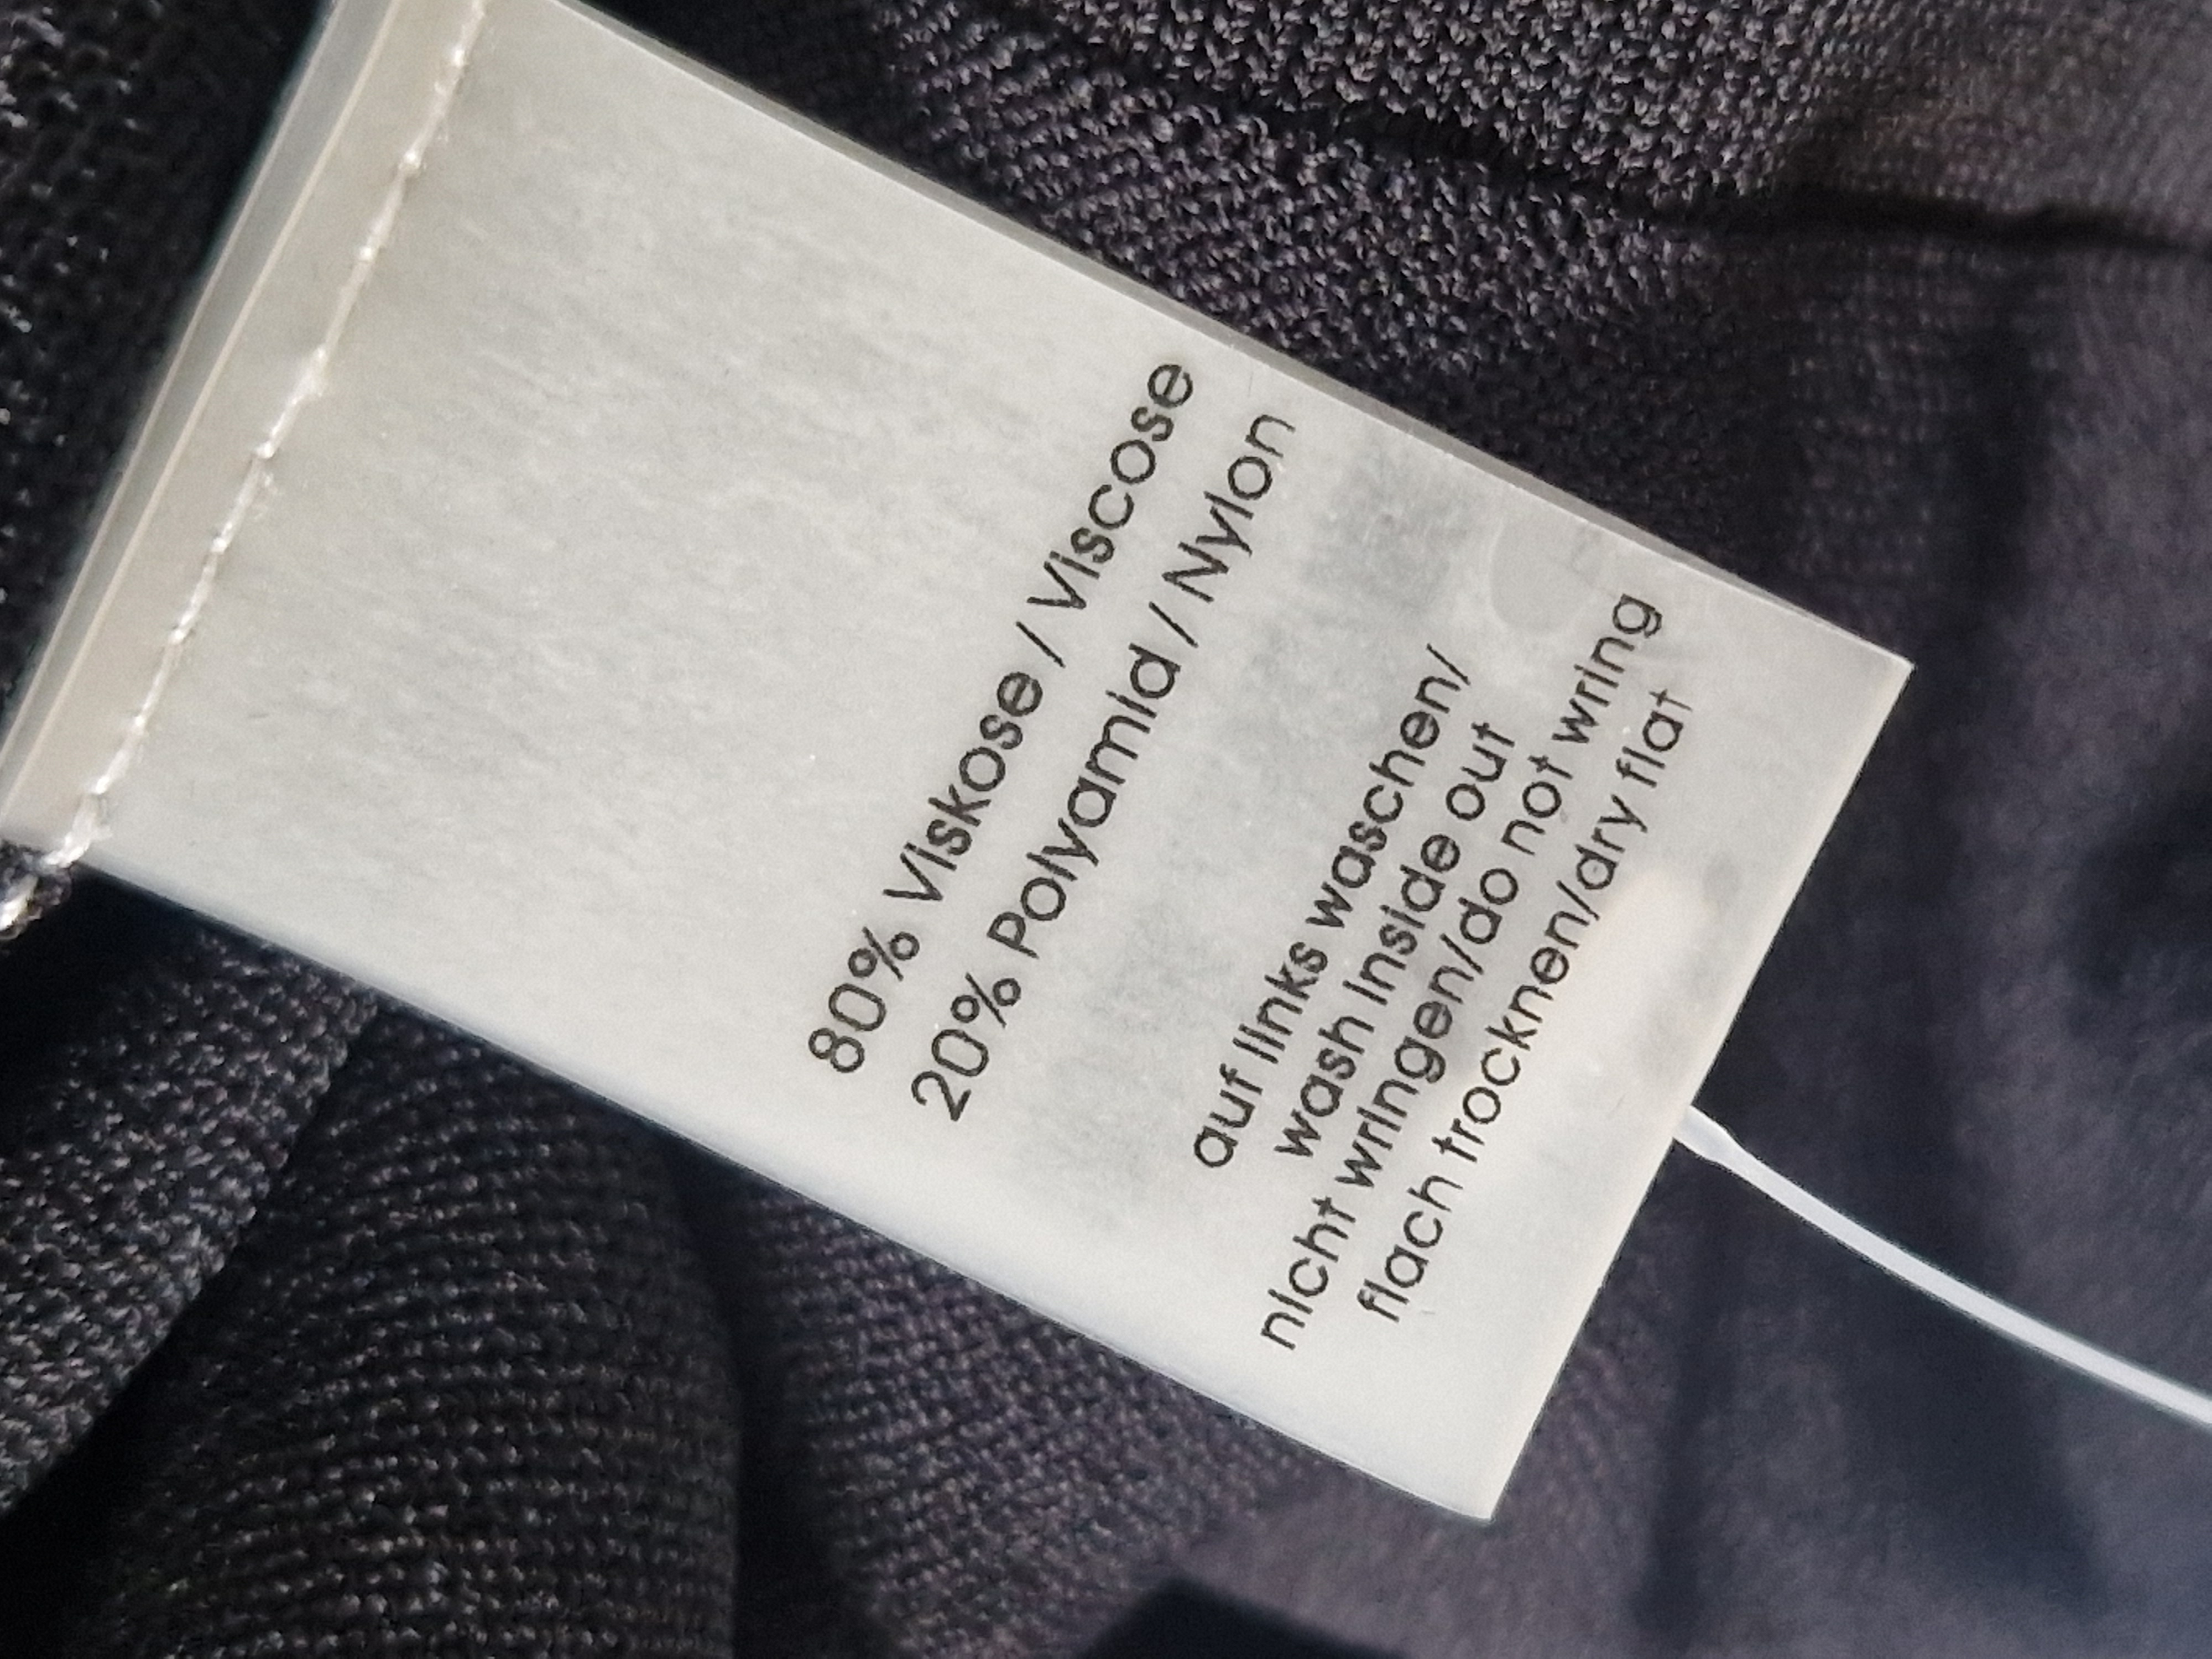 80% Viskose / Viscose
20% Polyamid / Nylon
auf links waschen/
wash inside out
nicht wringen/do not wring
flach trocknen/dry flat